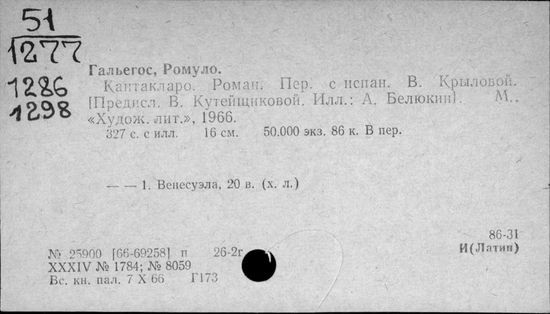 51
1277
1286
1298
Гальегос, Ромуло.
Кантакларо. Роман. Пер. с испан. В. Крыловой.
[Предисл. В. Кутейщиковой. Илл.: А. Белюкин]. М.,
«Худож. лит.», 1966.
327 с. с илл. 16 см. 50.000 экз. 86 к. В пер.
— — 1. Венесуэла, 20 в. (х. л.)
86-31
И(Латин)
№ 25900 [66-69258] п 26-2г
XXXIV № 1784; № 8059
Вс. кн. пал. 7 X 66 Г173